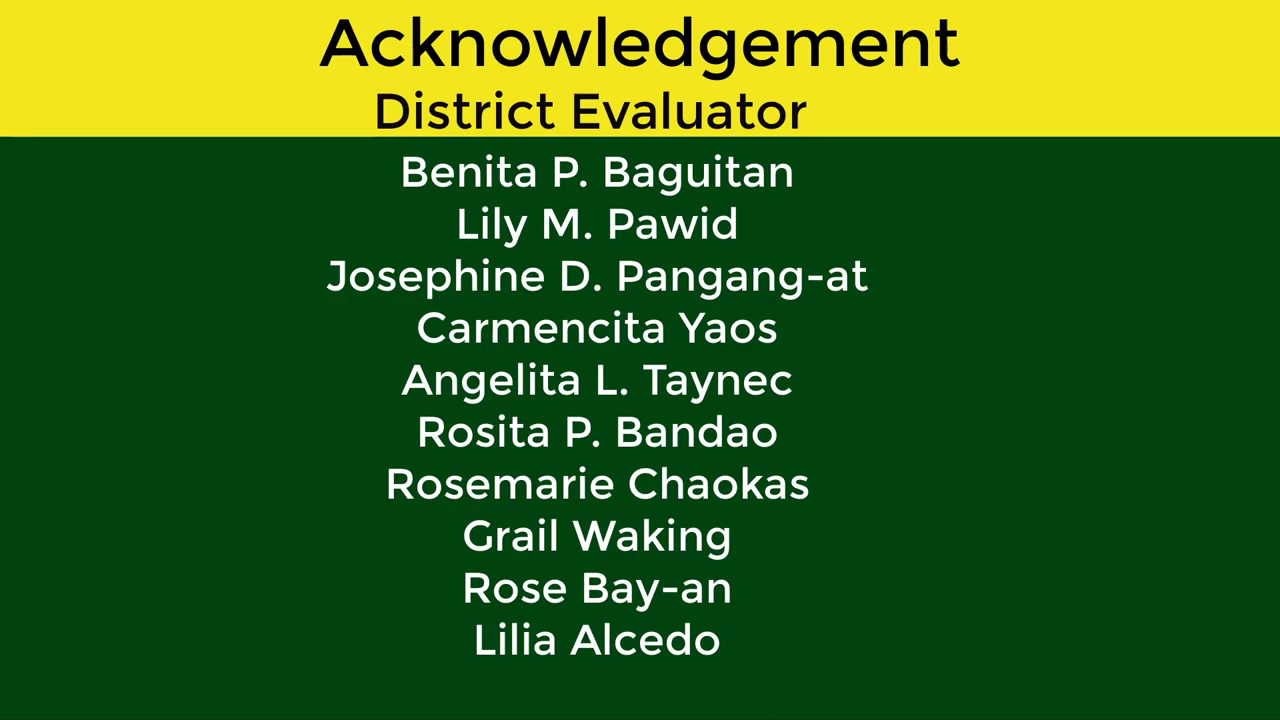 Acknowledgement
District Evaluator
Benita P. Baguitan
Lily M. Pawid
Josephine D. Pangang-at
Carmencita Yaos
Angelita L. Taynec
Rosita P. Bandao
Rosemarie Chaokas
Grail Waking
Rose Bay-an
Lilia Alcedo